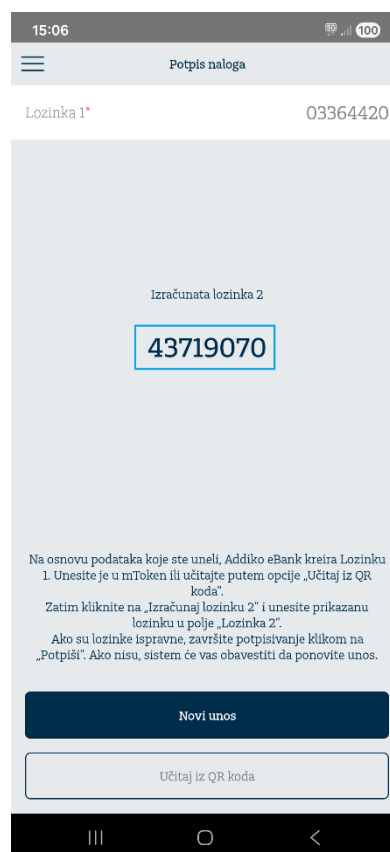 15:06
5G
100
Potpis naloga
Lozinka 1*
03364420
Izračunata lozinka 2
43719070
Na osnovu podataka koje ste uneli, Addiko eBank kreira Lozinku
1. Unesite je u mToken ili učitajte putem opcije „Učitaj iz QR
koda”.
Zatim kliknite na „Izračunaj lozinku 2” i unesite prikazanu
lozinku u polje „Lozinka 2”.
Ako su lozinke ispravne, završite potpisivanje klikom na
„Potpiši”. Ako nisu, sistem će vas obavestiti da ponovite unos.
Novi unos
Učitaj iz QR koda